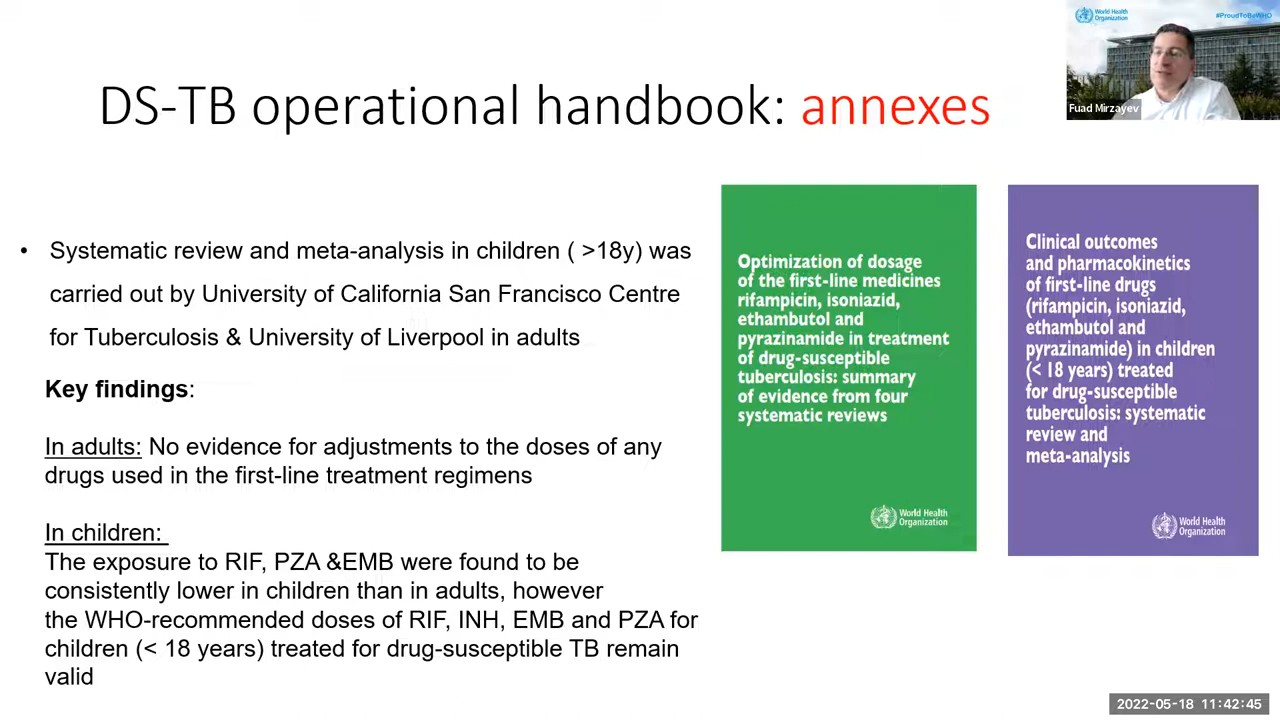 World Health
Organization
#ProudToBeWHO
Fuad Mirzayev
DS-TB operational handbook: annexes
• Systematic review and meta-analysis in children ( >18y) was
carried out by University of California San Francisco Centre
for Tuberculosis & University of Liverpool in adults
Key findings:
In adults: No evidence for adjustments to the doses of any
drugs used in the first-line treatment regimens
In children:
The exposure to RIF, PZA &EMB were found to be
consistently lower in children than in adults, however
the WHO-recommended doses of RIF, INH, EMB and PZA for
children (< 18 years) treated for drug-susceptible TB remain
valid
Optimization of dosage
of the first-line medicines
rifampicin, isoniazid,
ethambutol and
pyrazinamide in treatment
of drug-susceptible
tuberculosis: summary
of evidence from four
systematic reviews
World Health
Organization
Clinical outcomes
and pharmacokinetics
of first-line drugs
(rifampicin, isoniazid,
ethambutol and
pyrazinamide) in children
(< 18 years) treated
for drug-susceptible
tuberculosis: systematic
review and
meta-analysis
World Health
Organization
2022-05-18 11:42:45